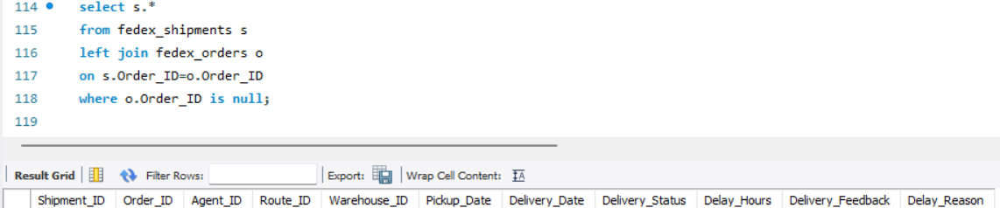 114 select s.*
115 from fedex_shipments s
116 left join fedex_orders o
117 on s.Order_ID=o.Order_ID
118 where o.Order_ID is null;
119
Result Grid Filter Rows: Export: Wrap Cell Content:
Shipment_ID Order_ID Agent_ID Route_ID Warehouse_ID Pickup_Date Delivery_Date Delivery_Status Delay_Hours Delivery_Feedback Delay_Reason